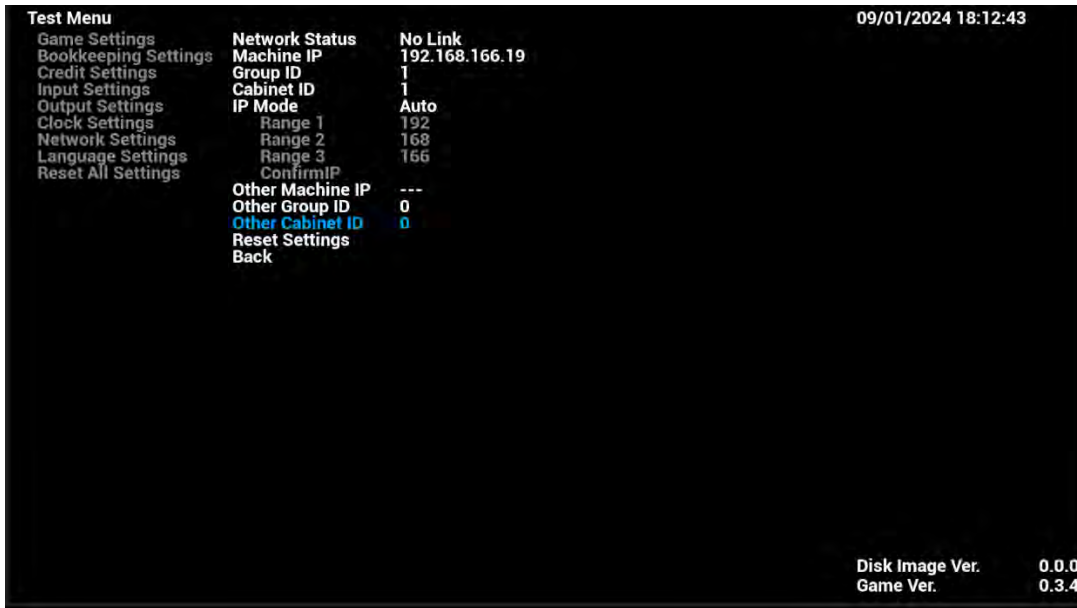 Test Menu 09/01/2024 18:12:43
Game Settings Network Status No Link
Bookkeeping Settings Machine IP 192.168.166.19
Credit Settings Group ID 1
Input Settings Cabinet ID 1
Output Settings IP Mode Auto
Clock Settings Range 1 192
Network Settings Range 2 168
Language Settings Range 3 166
Reset All Settings ConfirmIP
Other Machine IP ---
Other Group ID 0
Other Cabinet ID 0
Reset Settings
Back
Disk Image Ver. 0.0.0
Game Ver. 0.3.4